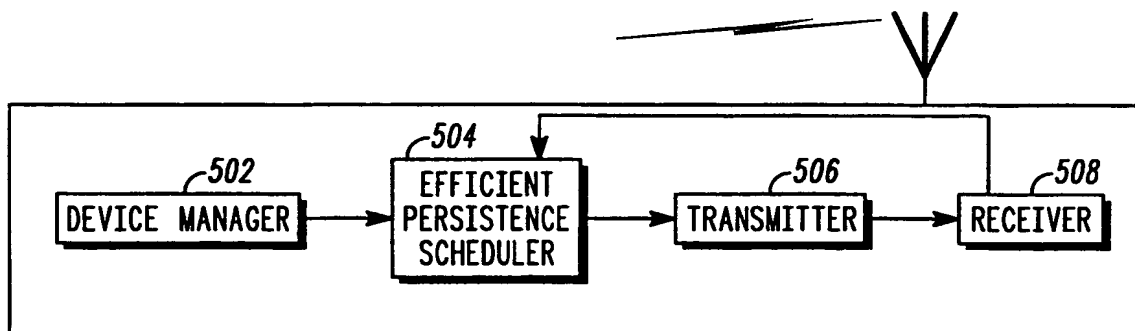 504
502
506
508
DEVICE MANAGER
EFFICIENT
PERSISTENCE
SCHEDULER
TRANSMITTER
RECEIVER